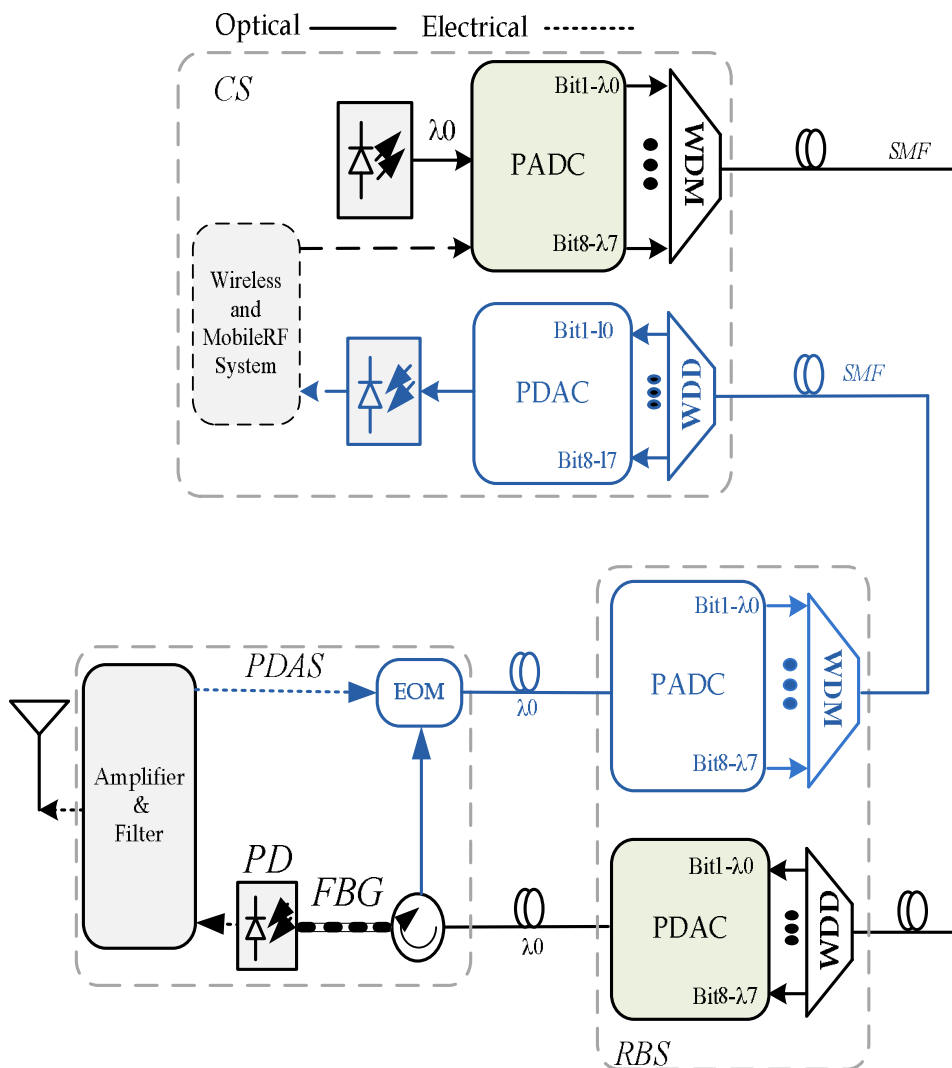 Optical
Electrical
CS
λ0
PADC
Bit1-λ0
Bit8-λ7
WDM
SMF
Wireless
and
MobileRF
System
PDAC
Bit1-l0
Bit8-l7
WDD
SMF
PDAS
EOM
λ0
PADC
Bit1-λ0
Bit8-λ7
WDM
Amplifier
&
Filter
PD
FBG
λ0
PDAC
Bit1-λ0
Bit8-λ7
WDD
RBS